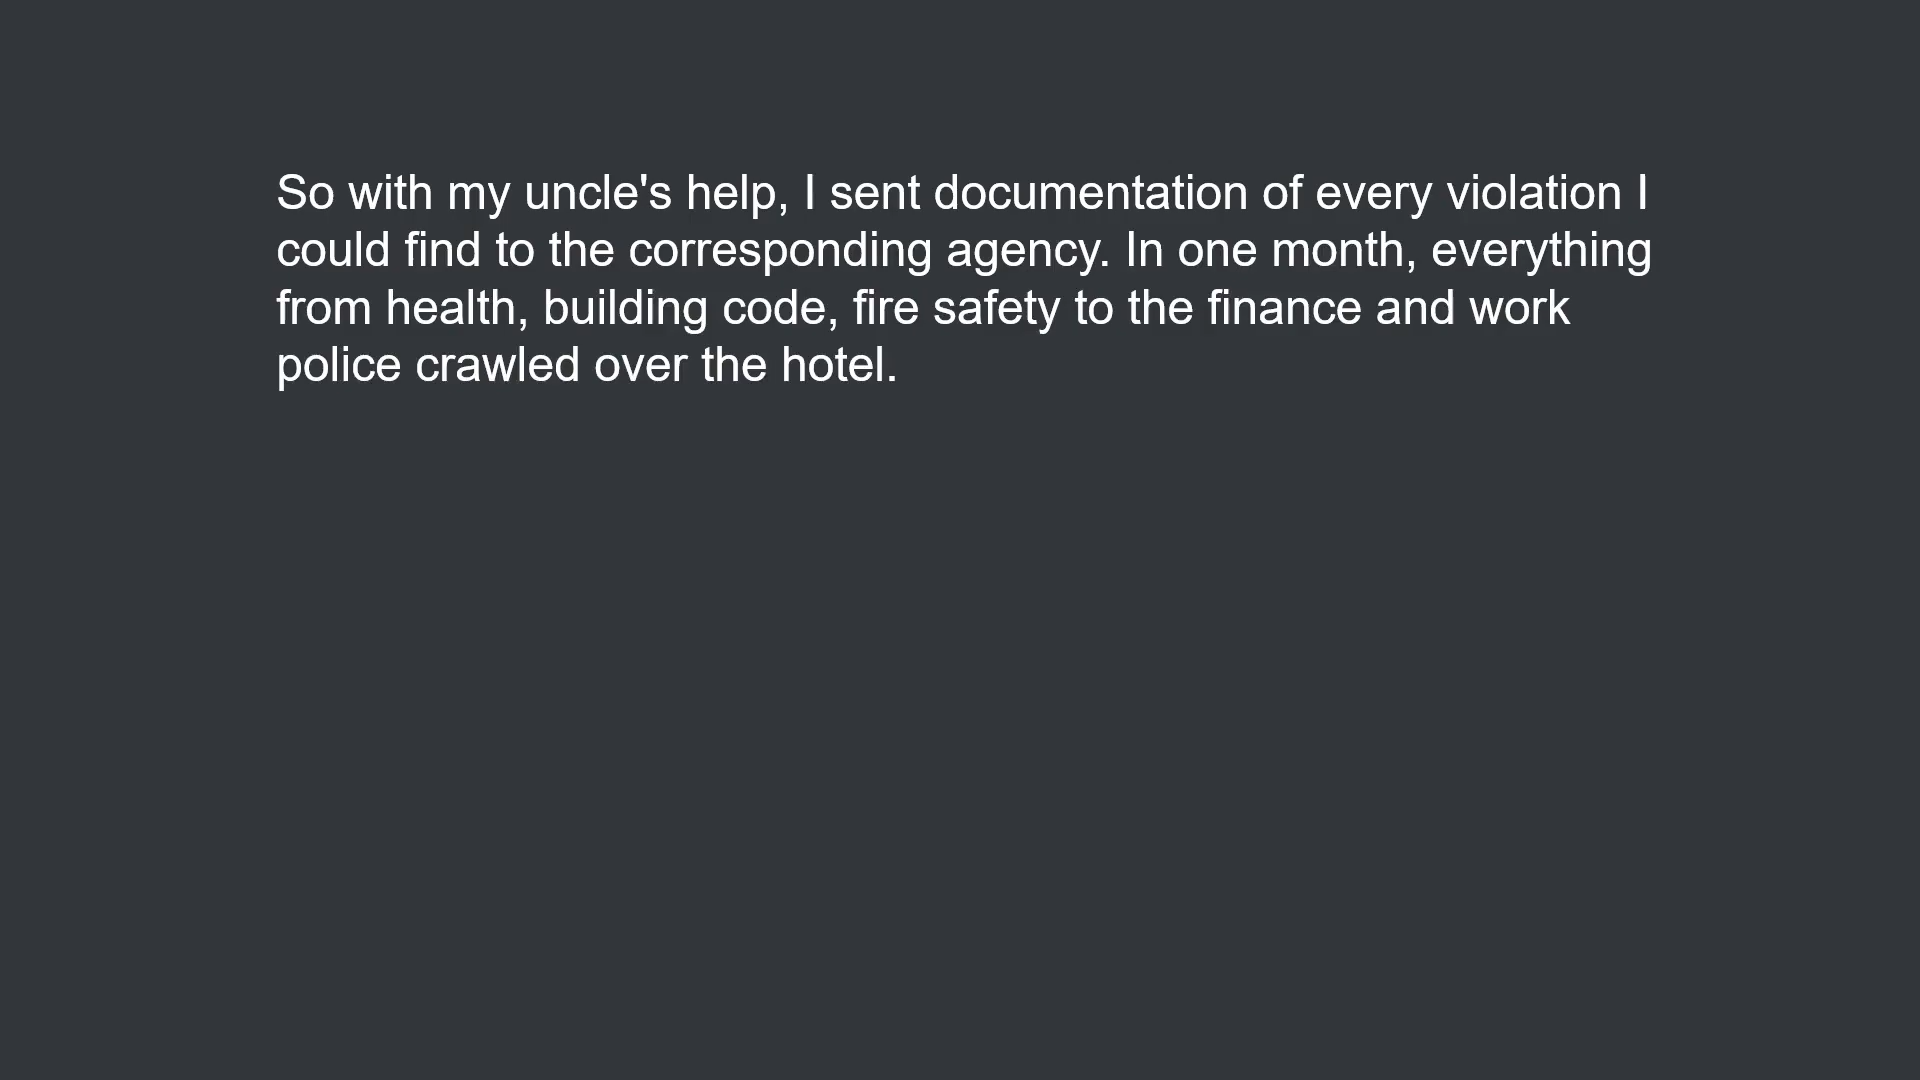 So with my uncle's help, I sent documentation of every violation I
could find to the corresponding agency. In one month, everything
from health, building code, fire safety to the finance and work
police crawled over the hotel.